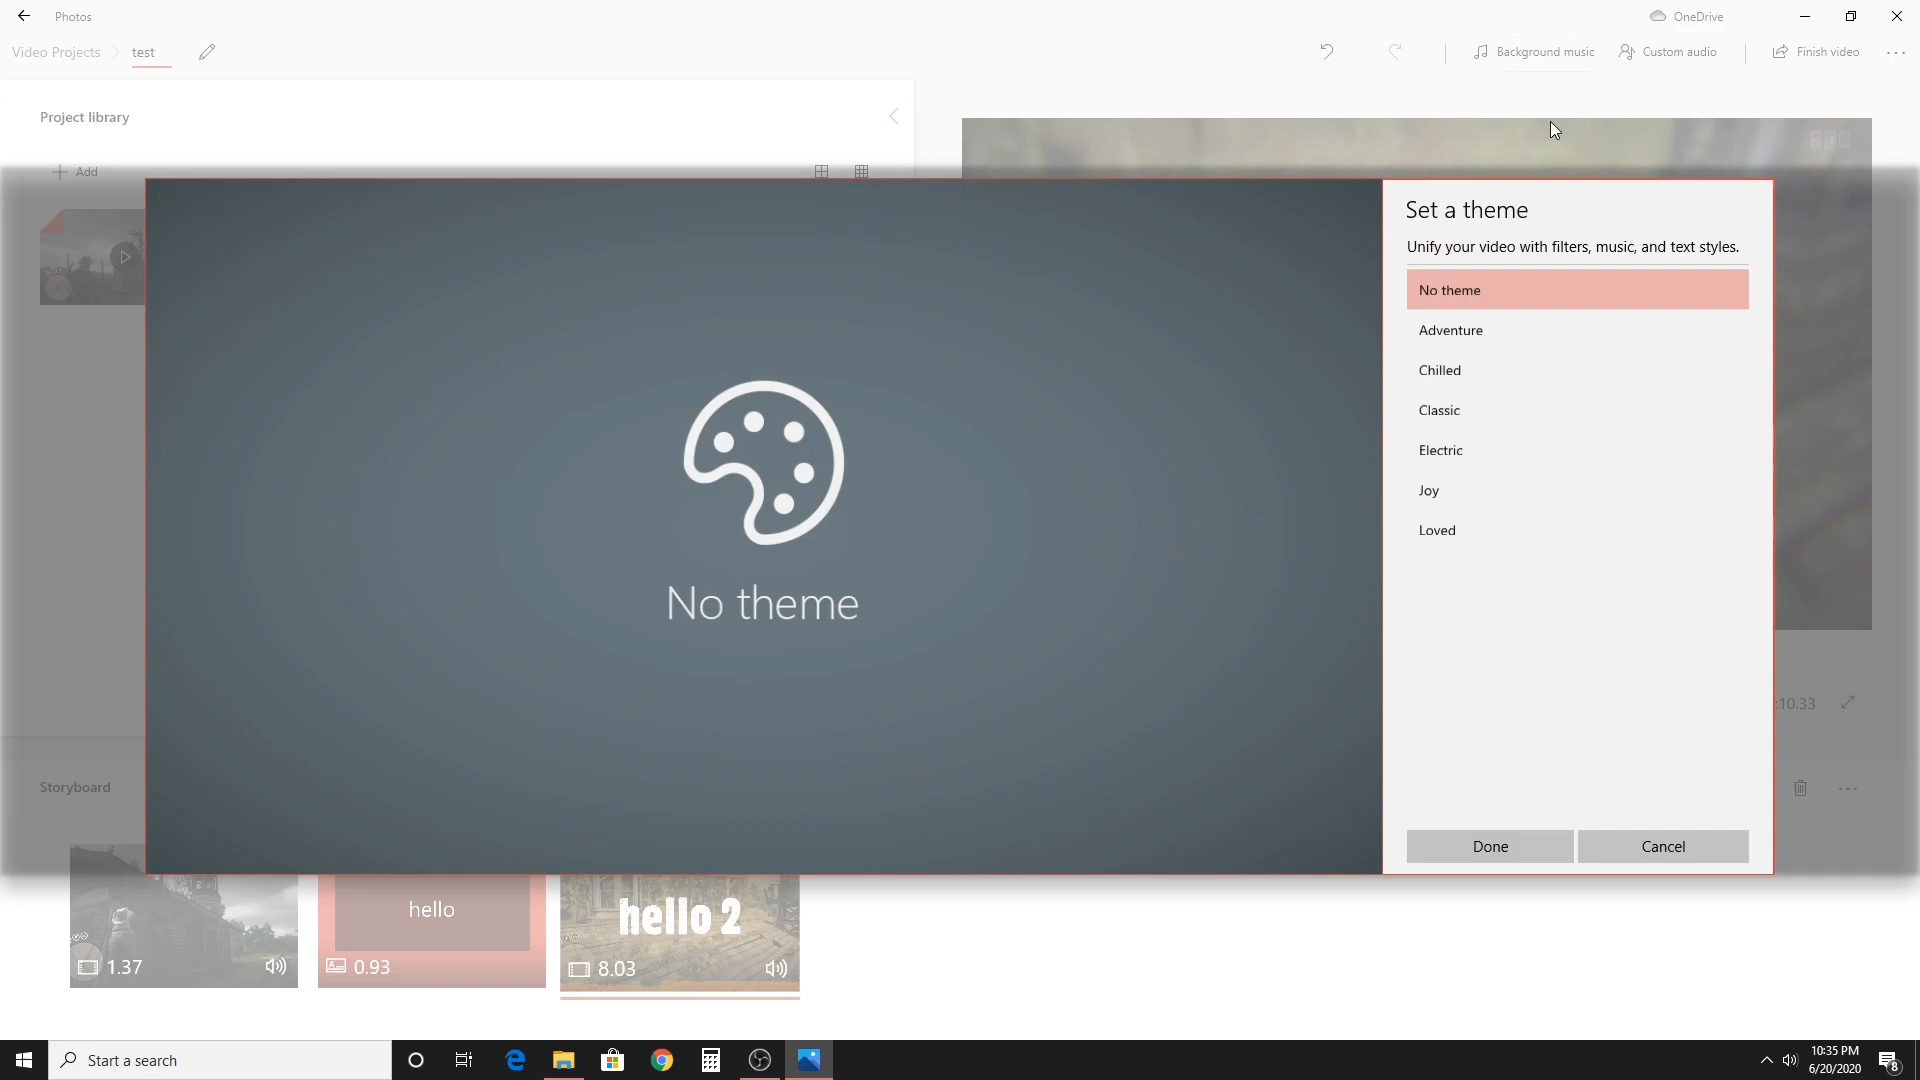 Photos
OneDrive
Video Projects
test
Background music
Custom audio
Finish video
Project library
Add
Set a theme
Unify your video with filters, music, and text styles.
No theme
Adventure
Chilled
Classic
Electric
Joy
Loved
No theme
:10.33
Storyboard
Done
Cancel
hello
hello 2
1.37
0.93
8.03
Start a search
10:35 PM
6/20/2020
8